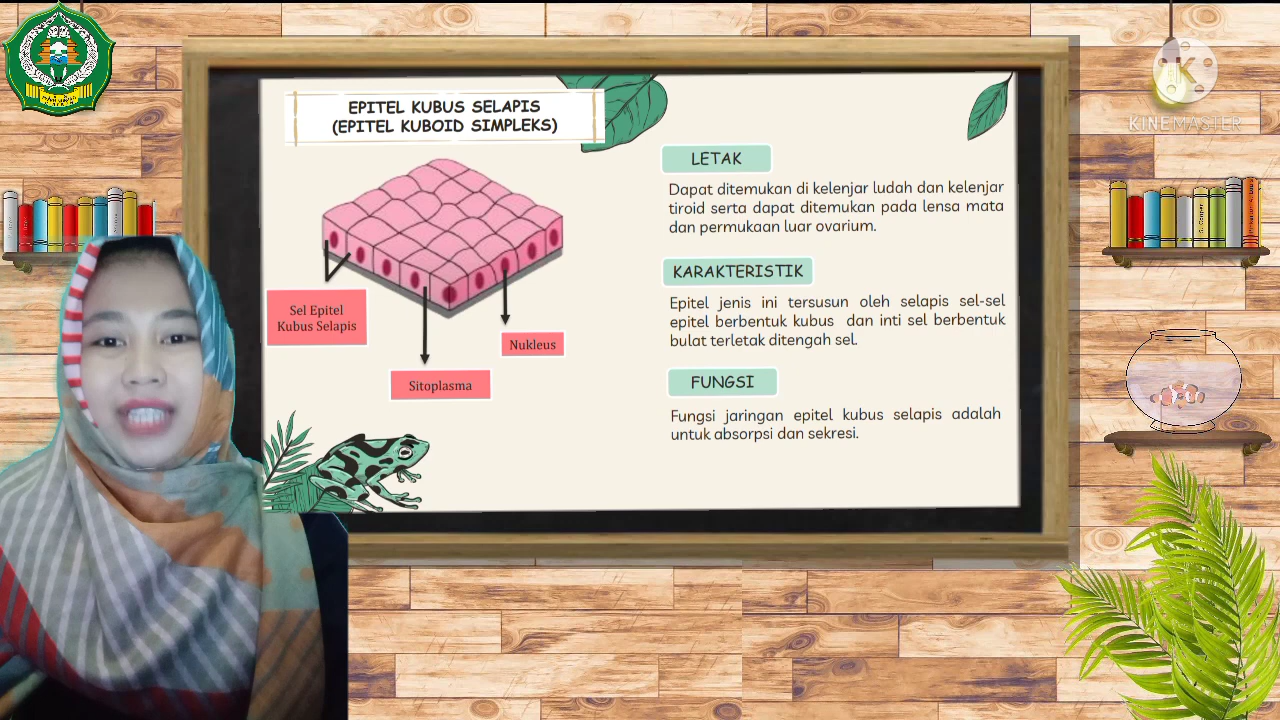 EPITEL KUBUS SELAPIS
(EPITEL KUBOID SIMPLEKS)
Sel Epitel
Kubus Selapis
Sitoplasma
Nukleus
LETAK
Dapat ditemukan di kelenjar ludah dan kelenjar
tiroid serta dapat ditemukan pada lensa mata
dan permukaan luar ovarium.
KARAKTERISTIK
Epitel jenis ini tersusun oleh selapis sel-sel
epitel berbentuk kubus dan inti sel berbentuk
bulat terletak ditengah sel.
FUNGSI
Fungsi jaringan epitel kubus selapis adalah
untuk absorpsi dan sekresi.
K
KINEMASTER